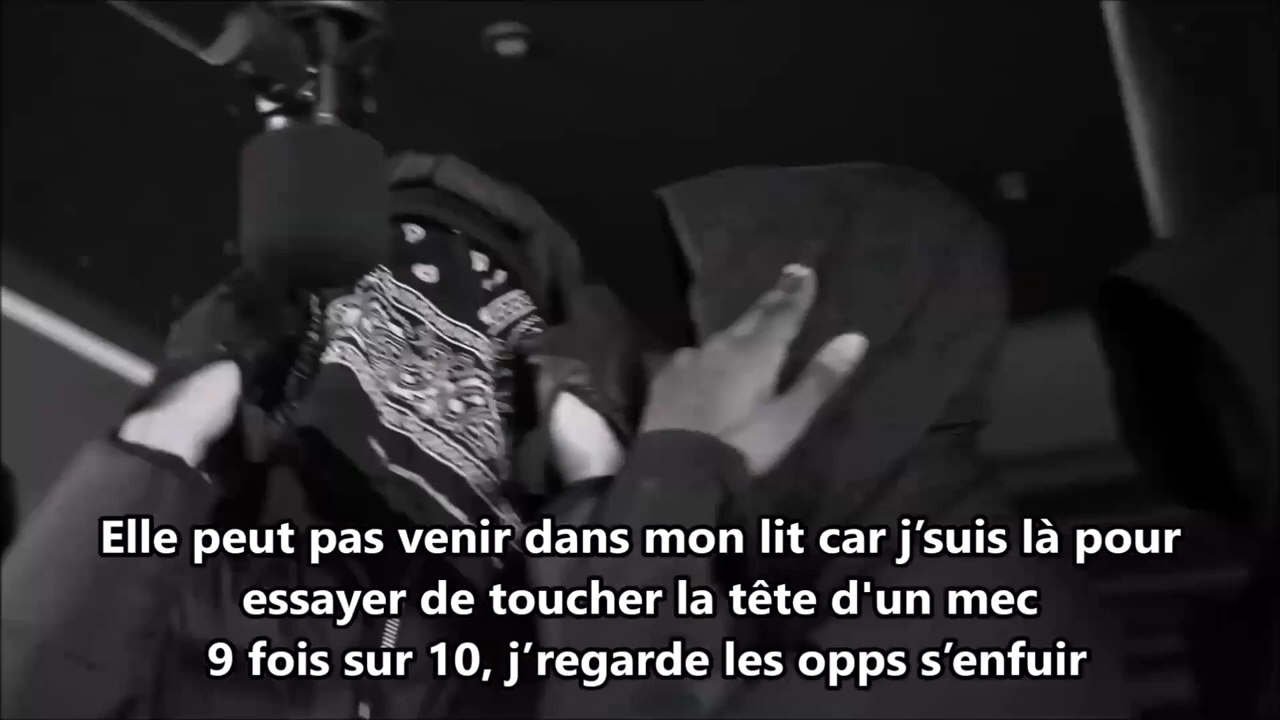 Elle peut pas venir dans mon lit car j’suis là pour
essayer de toucher la tête d'un mec
9 fois sur 10, j’regarde les opps s’enfuir